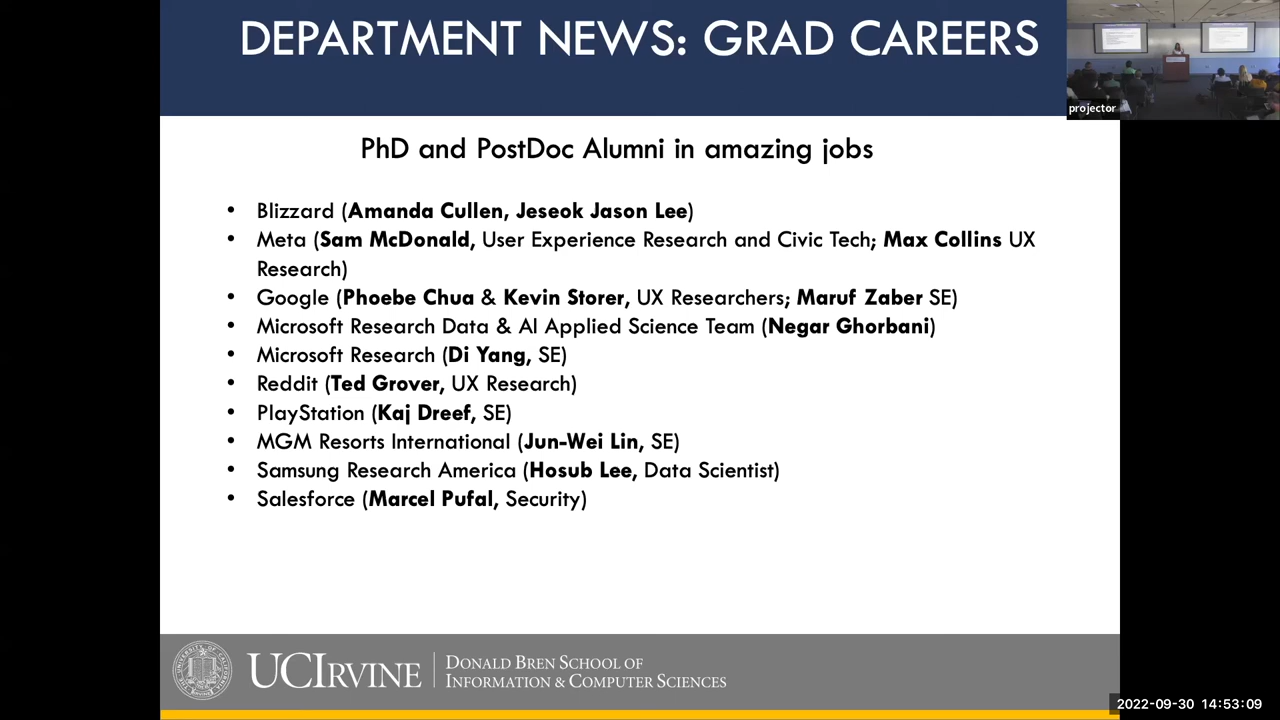 DEPARTMENT NEWS: GRAD CAREERS
projector
PhD and PostDoc Alumni in amazing jobs
• Blizzard (Amanda Cullen, Jeseok Jason Lee)
• Meta (Sam McDonald, User Experience Research and Civic Tech; Max Collins UX
Research)
• Google (Phoebe Chua & Kevin Storer, UX Researchers; Maruf Zaber SE)
• Microsoft Research Data & AI Applied Science Team (Negar Ghorbani)
• Microsoft Research (Di Yang, SE)
• Reddit (Ted Grover, UX Research)
• PlayStation (Kaj Dreef, SE)
• MGM Resorts International (Jun-Wei Lin, SE)
• Samsung Research America (Hosub Lee, Data Scientist)
• Salesforce (Marcel Pufal, Security)
UCIRVINE
DONALD BREN SCHOOL OF
INFORMATION & COMPUTER SCIENCES
2022-09-30 14:53:09